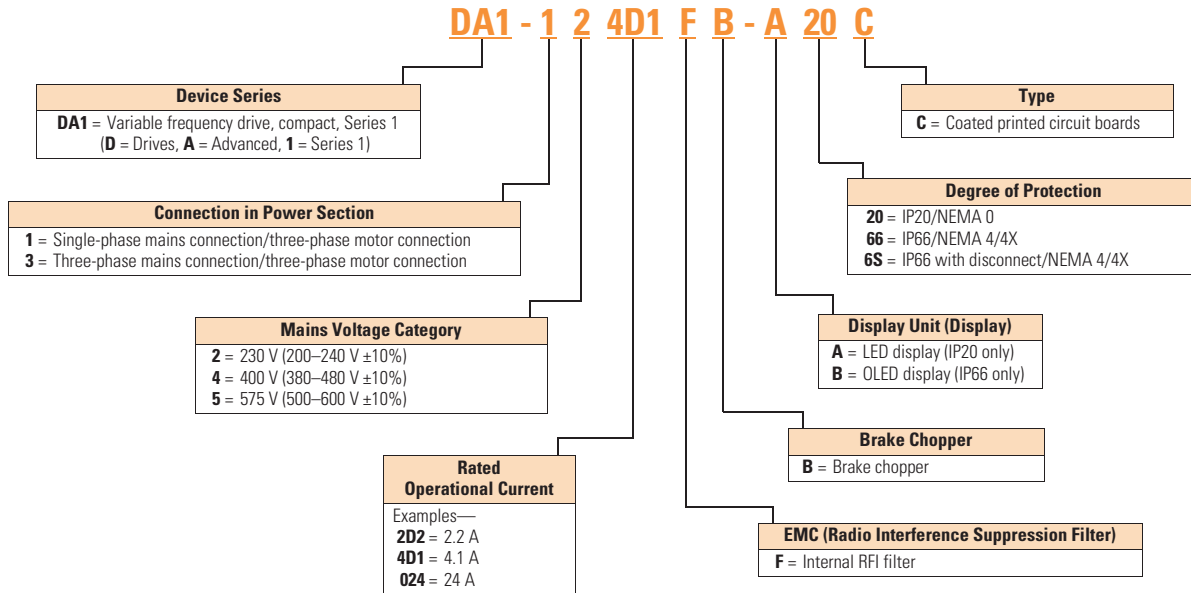 DA1 - 1 2 4D1 F B - A 20 C
Device Series
DA1 = Variable frequency drive, compact, Series 1
(D = Drives, A = Advanced, 1 = Series 1)
Connection in Power Section
1 = Single-phase mains connection/three-phase motor connection
3 = Three-phase mains connection/three-phase motor connection
Mains Voltage Category
2 = 230 V (200–240 V ±10%)
4 = 400 V (380–480 V ±10%)
5 = 575 V (500–600 V ±10%)
Rated
Operational Current
Examples—
2D2 = 2.2 A
4D1 = 4.1 A
024 = 24 A
Type
C = Coated printed circuit boards
Degree of Protection
20 = IP20/NEMA 0
66 = IP66/NEMA 4/4X
6S = IP66 with disconnect/NEMA 4/4X
Display Unit (Display)
A = LED display (IP20 only)
B = OLED display (IP66 only)
Brake Chopper
B = Brake chopper
EMC (Radio Interference Suppression Filter)
F = Internal RFI filter